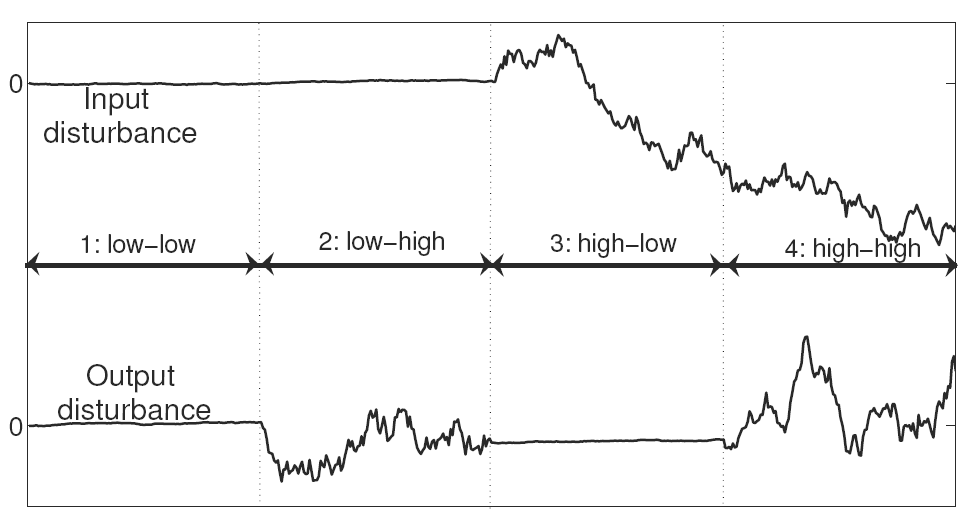 0
Input
disturbance
1: low–low
2: low–high
3: high–low
4: high–high
Output
disturbance
0